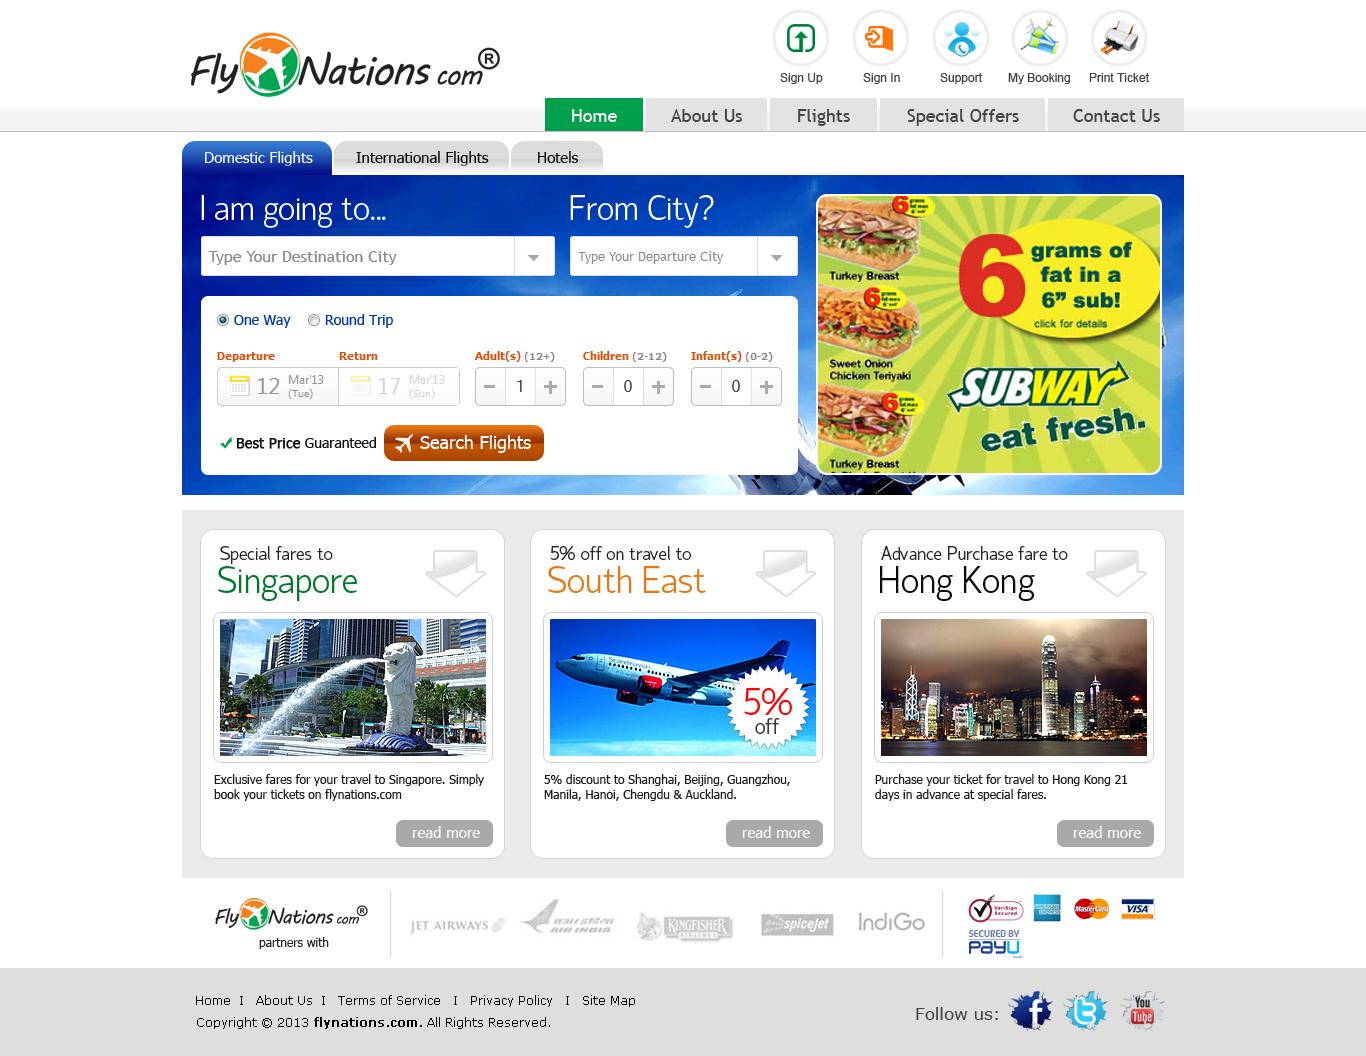 Fly Nations.com®
Sign Up
Sign In
Support
My Booking
Print Ticket
Home
About Us
Flights
Special Offers
Contact Us
Domestic Flights
International Flights
Hotels
I am going to...
From City?
Type Your Destination City
Type Your Departure City
One Way
Round Trip
Departure
Return
Adult(s) (12+)
Children (2-12)
Infant(s) (0-2)
12 Mar'13 (Tue)
17 Mar'13 (Sun)
- 1 +
- 0 +
- 0 +
Best Price Guaranteed
Search Flights
6
Turkey Breast
6
Sweet Onion
Chicken Teriyaki
6
Turkey Breast
6 grams of
fat in a
6” sub!
click for details
SUBWAY
eat fresh.
Special fares to
Singapore
Exclusive fares for your travel to Singapore. Simply
book your tickets on flynations.com
read more
5% off on travel to
South East
Scandinavian
5%
off
5% discount to Shanghai, Beijing, Guangzhou,
Manila, Hanoi, Chengdu & Auckland.
read more
Advance Purchase fare to
Hong Kong
Purchase your ticket for travel to Hong Kong 21
days in advance at special fares.
read more
Fly Nations.com®
partners with
JET AIRWAYS
AIR INDIA
KINGFISHER
AIRLINES
spiceJet
IndiGo
VeriSign
Secured
AMERICAN
EXPRESS
MasterCard
VISA
SECURED BY
PayU
Home I About Us I Terms of Service I Privacy Policy I Site Map
Copyright © 2013 flynations.com. All Rights Reserved.
Follow us:
You
Tube